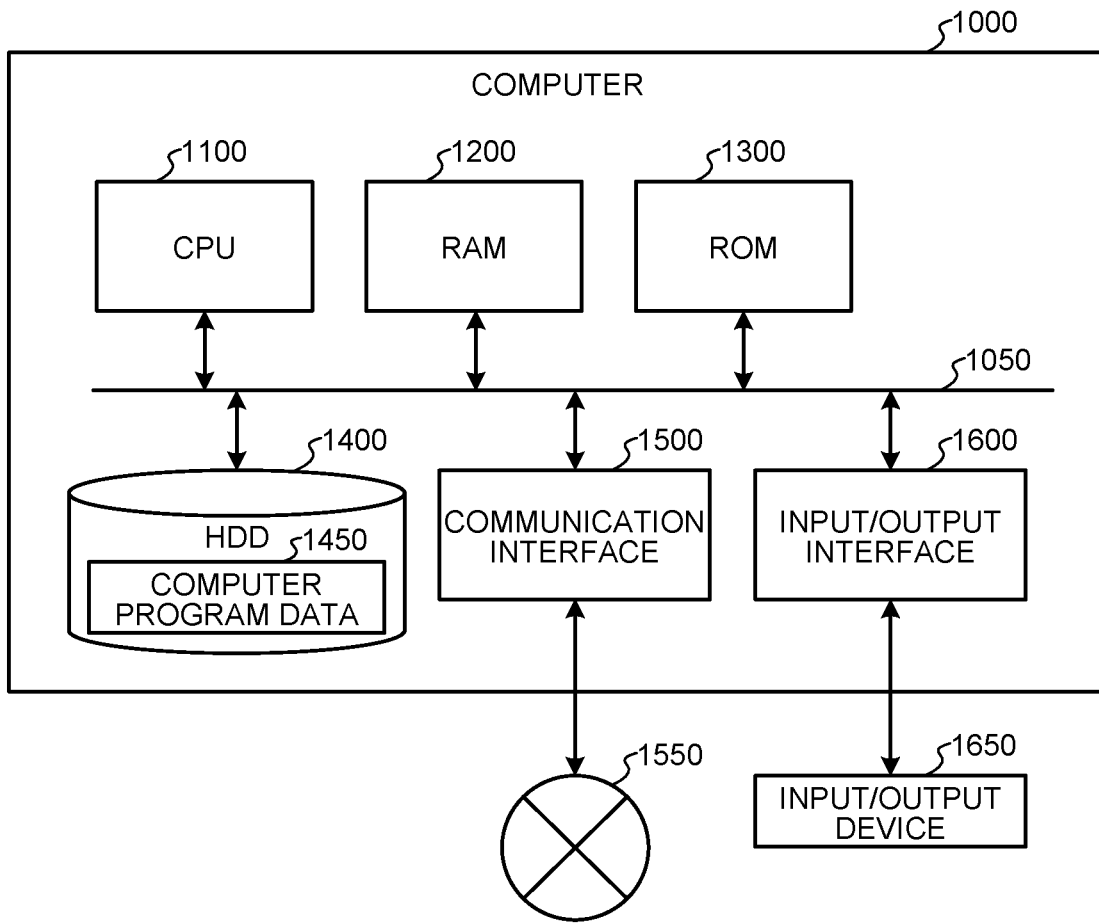 1000
COMPUTER
1100
1200
1300
CPU
RAM
ROM
1050
1400
1500
1600
HDD
1450
COMPUTER
PROGRAM DATA
COMMUNICATION
INTERFACE
INPUT/OUTPUT
INTERFACE
1550
1650
INPUT/OUTPUT
DEVICE